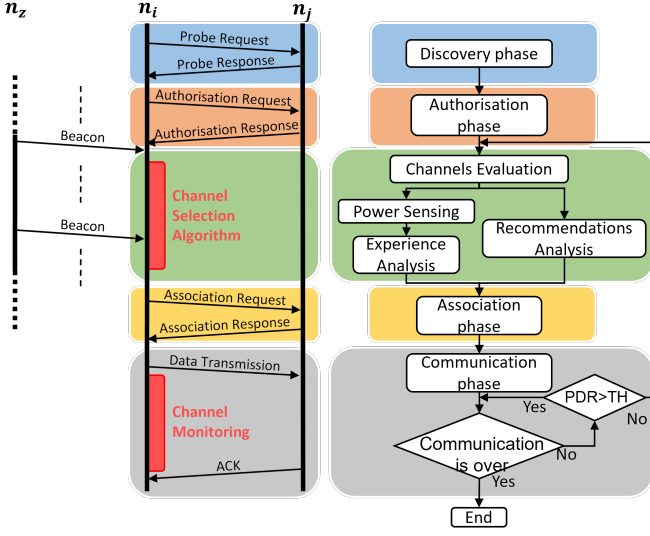 n_z
n_i
n_j
Probe Request
Probe Response
Authorisation Request
Authorisation Response
Beacon
Channel
Selection
Algorithm
Beacon
Association Request
Association Response
Data Transmission
Channel
Monitoring
ACK
Discovery phase
Authorisation
phase
Channels Evaluation
Power Sensing
Experience
Analysis
Recommendations
Analysis
Association
phase
Communication
phase
PDR>TH
Yes
No
Communication
is over
No
Yes
End